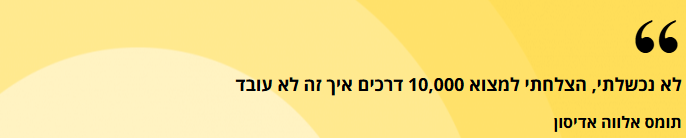 ”
לא נכשלתי, הצלחתי למצוא 10,000 דרכים איך זה לא עובד
תומס אלווה אדיסון